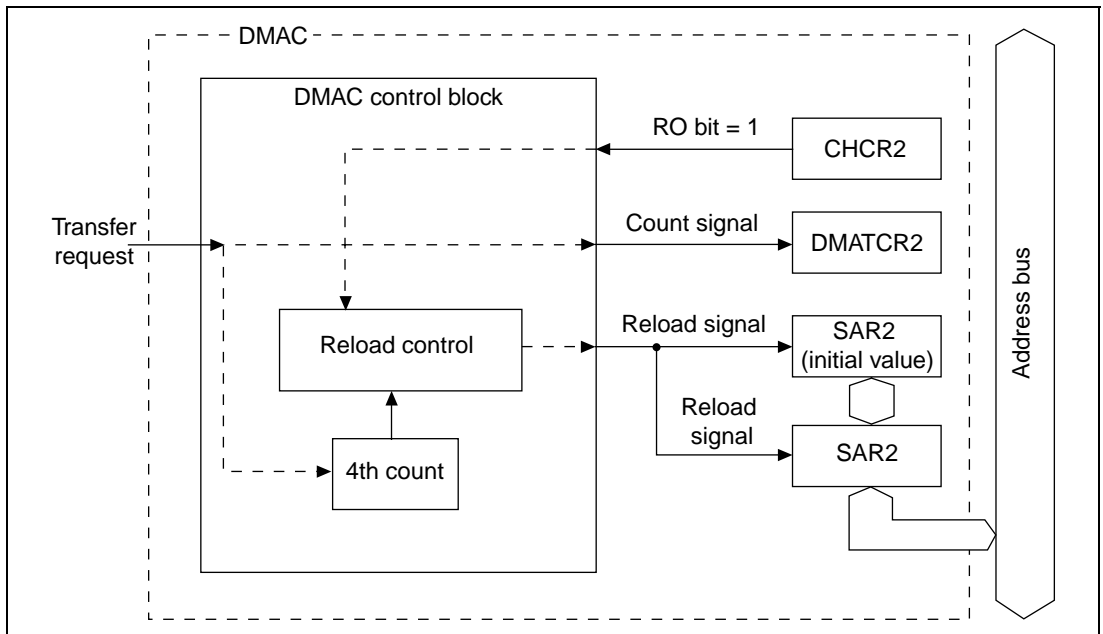 DMAC
DMAC control block
RO bit = 1
CHCR2
Transfer
request
Count signal
DMATCR2
Reload control
Reload signal
SAR2
(initial value)
Reload
signal
4th count
SAR2
Address bus